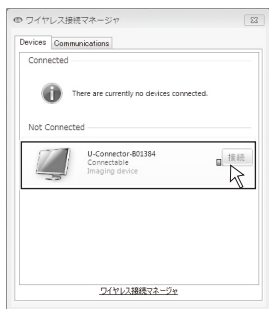 ワイヤレス接続マネージャ
Devices Communications
Connected
There are currently no devices connected.
Not Connected
U-Connector-B01384
Connectable
Imaging device
接続
ワイヤレス接続マネージャ